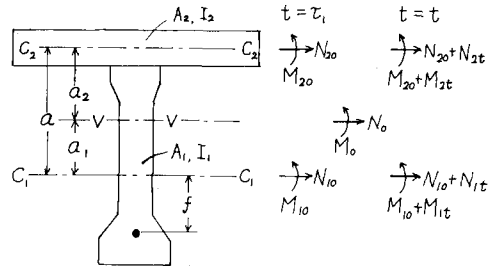 A₂, I₂
t = τ₁ t = t
C₂ C₂
N₂₀ N₂₀+N₂t
M₂₀ M₂₀+M₂t
a₂
a V V
N₀
M₀
a₁ A₁, I₁
C₁ C₁
N₁₀ N₁₀+N₁t
f M₁₀ M₁₀+M₁t